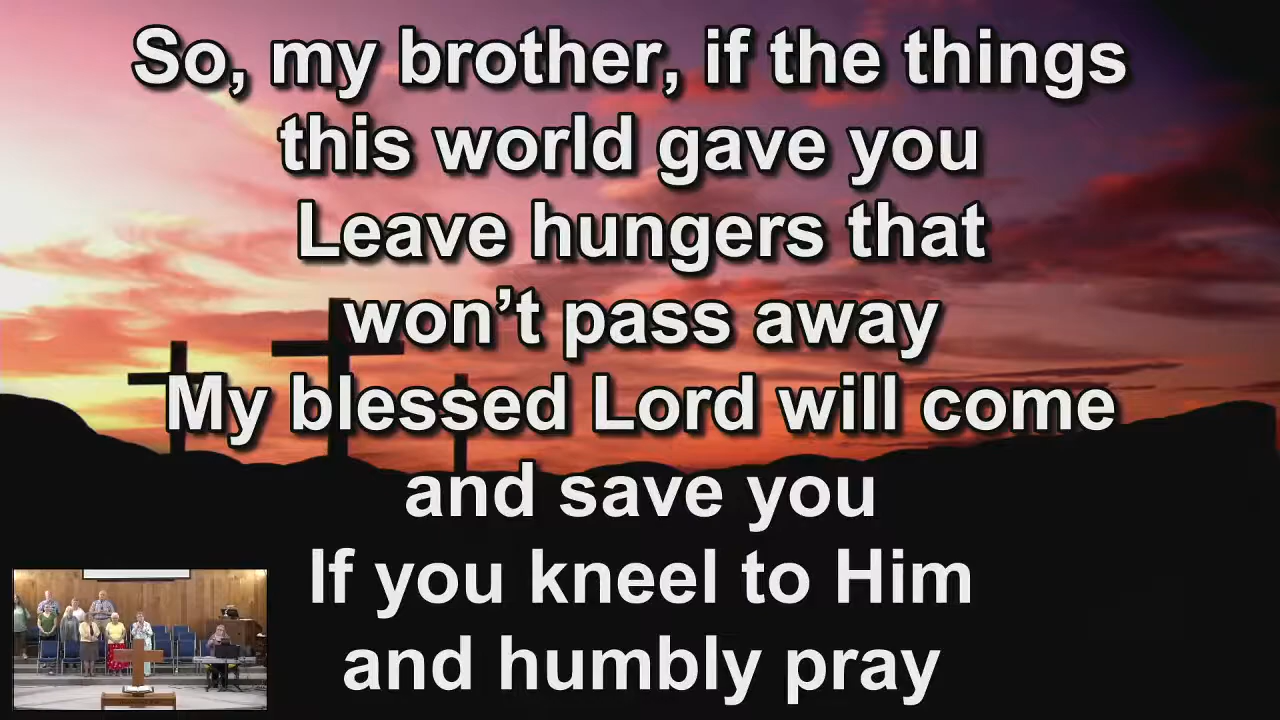 So, my brother, if the things
this world gave you
Leave hungers that
won’t pass away
My blessed Lord will come
and save you
If you kneel to Him
and humbly pray